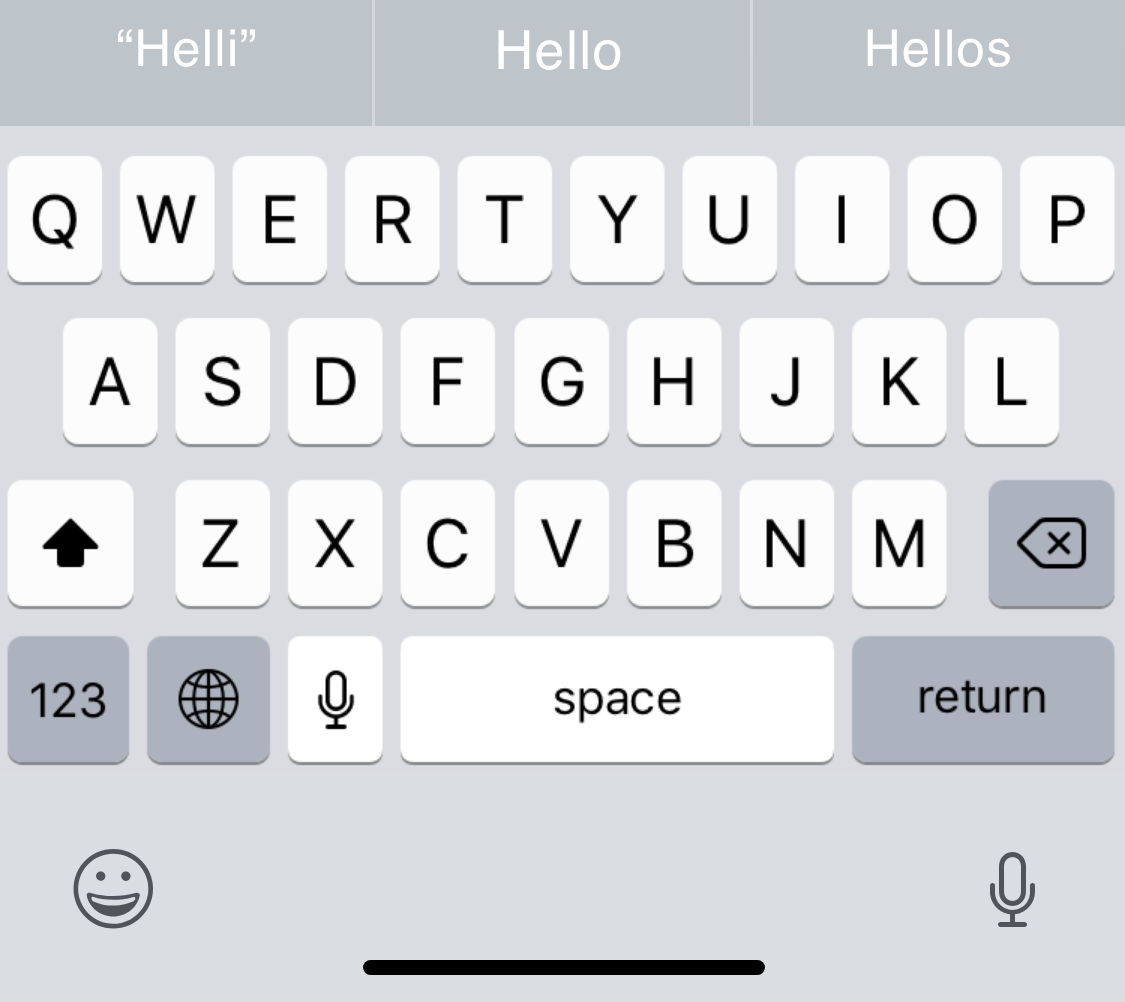 “Helli” Hello Hellos
Q W E R T Y U I O P
A S D F G H J K L
Z X C V B N M
123 space return